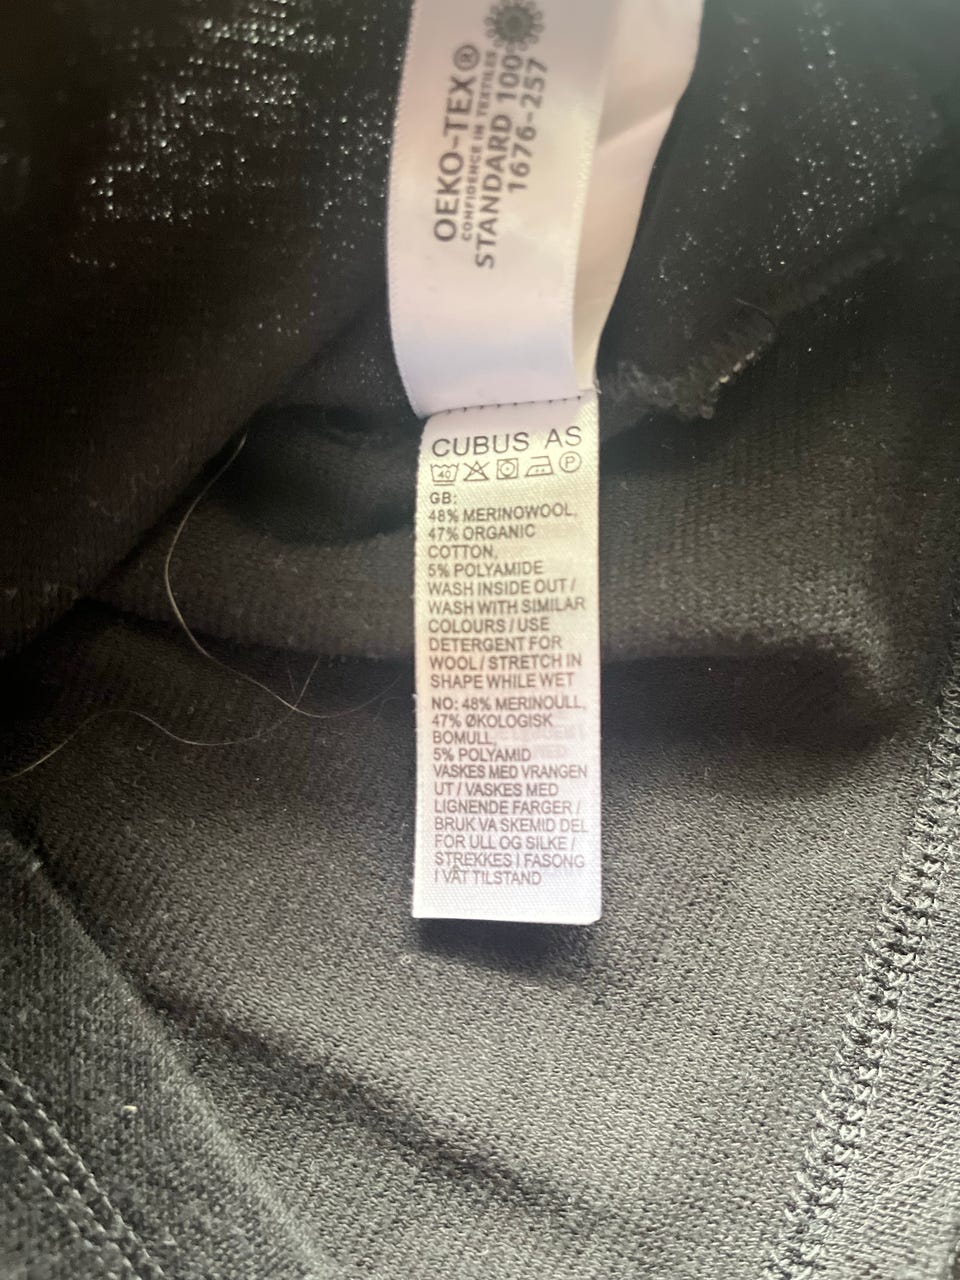 OEKO-TEX®
CONFIDENCE IN TEXTILES
STANDARD 100
1676-257
CUBUS AS
40 P
GB:
48% MERINOWOOL,
47% ORGANIC
COTTON,
5% POLYAMIDE
WASH INSIDE OUT /
WASH WITH SIMILAR
COLOURS / USE
DETERGENT FOR
WOOL / STRETCH IN
SHAPE WHILE WET
NO: 48% MERINOULL,
47% ØKOLOGISK
BOMULL,
5% POLYAMID
VASKES MED VRANGEN
UT / VASKES MED
LIGNENDE FARGER /
BRUK VA SKEMID DEL
FOR ULL OG SILKE /
STREKKES I FASONG
I VÅT TILSTAND